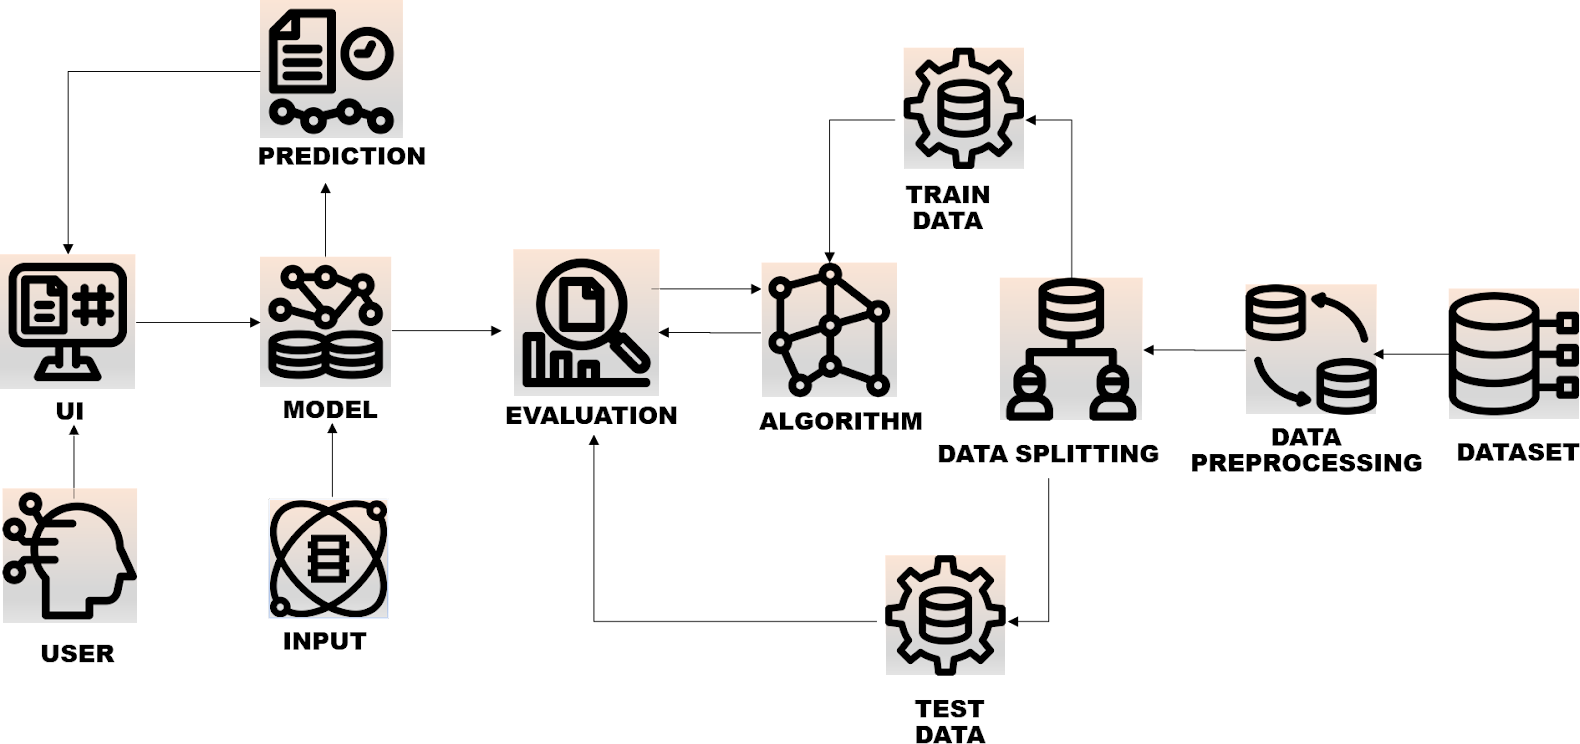 PREDICTION
TRAIN
DATA
UI
MODEL
EVALUATION
ALGORITHM
DATA SPLITTING
DATA
PREPROCESSING
DATASET
USER
INPUT
TEST
DATA